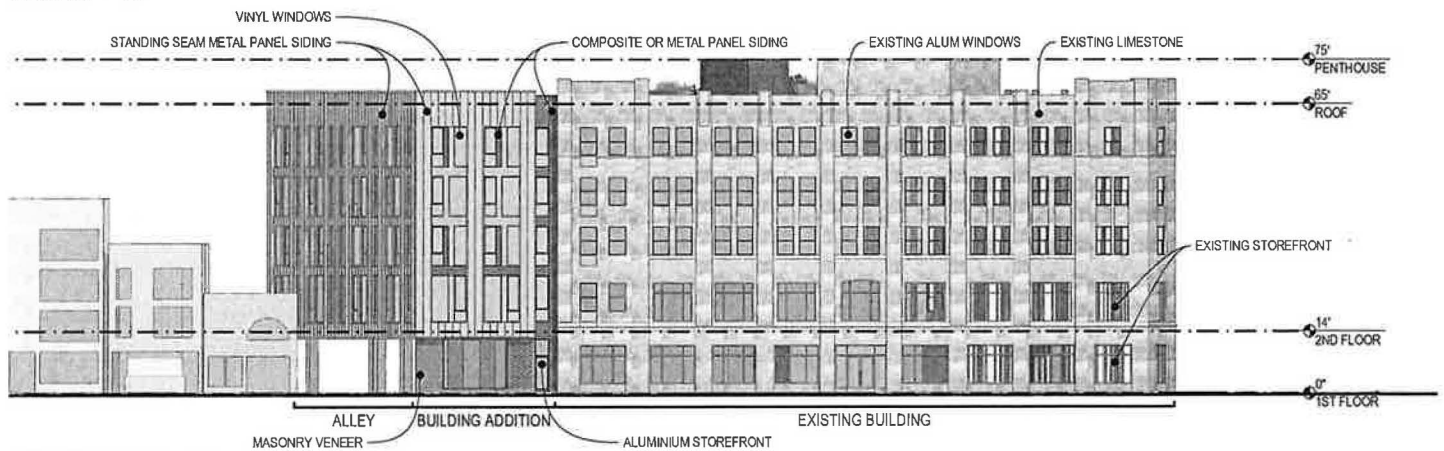 VINYL WINDOWS
STANDING SEAM METAL PANEL SIDING
COMPOSITE OR METAL PANEL SIDING
EXISTING ALUM WINDOWS
EXISTING LIMESTONE
75'
PENTHOUSE
65'
ROOF
EXISTING STOREFRONT
14'
2ND FLOOR
0"
1ST FLOOR
ALLEY
BUILDING ADDITION
EXISTING BUILDING
MASONRY VENEER
ALUMINIUM STOREFRONT